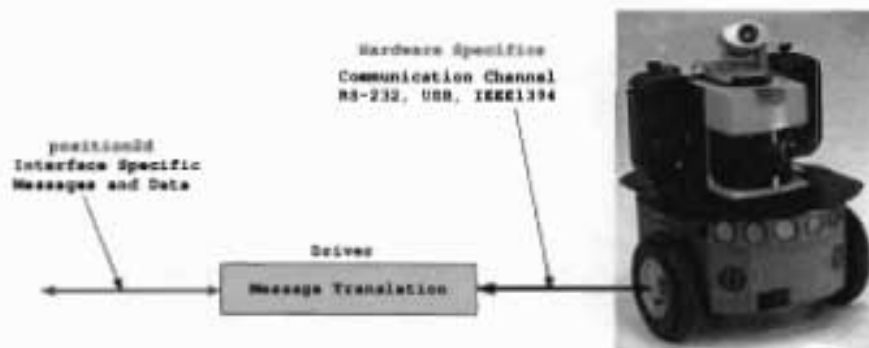 Hardware Specifics
Communication Channel
RS-232, USB, IEEE1394
position2d
Interface Specific
Messages and Data
Driver
Message Translation